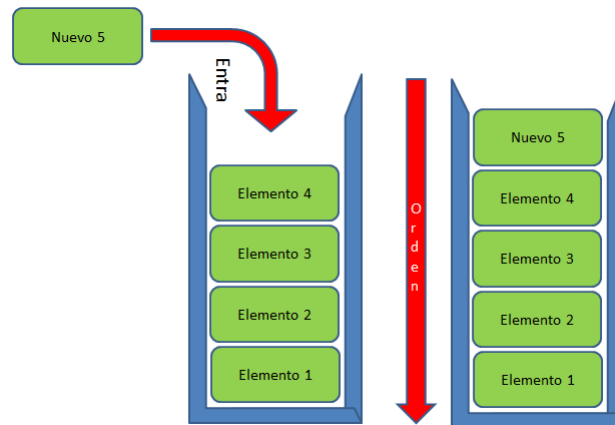 Nuevo 5
Entra
Elemento 4
Elemento 3
Elemento 2
Elemento 1
Orden
Nuevo 5
Elemento 4
Elemento 3
Elemento 2
Elemento 1